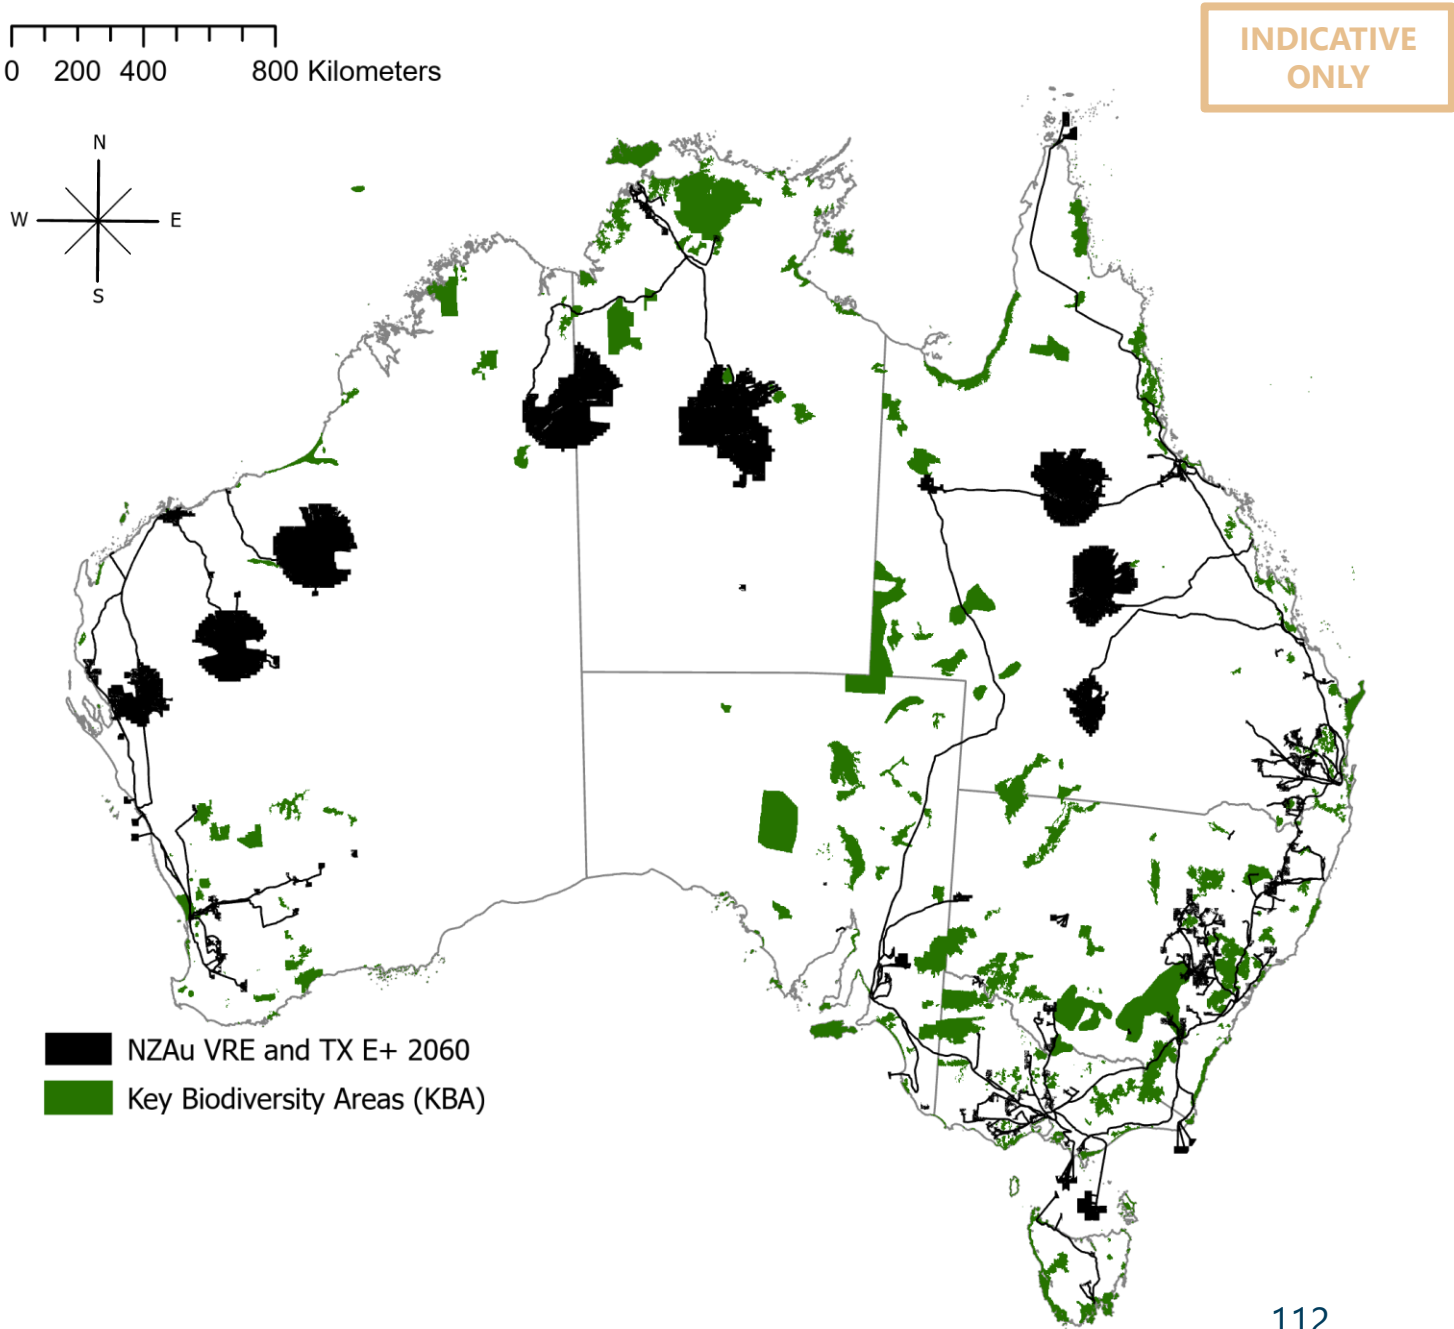 0 200 400 800 Kilometers
INDICATIVE
ONLY
N
W E
S
NZAu VRE and TX E+ 2060
Key Biodiversity Areas (KBA)
112